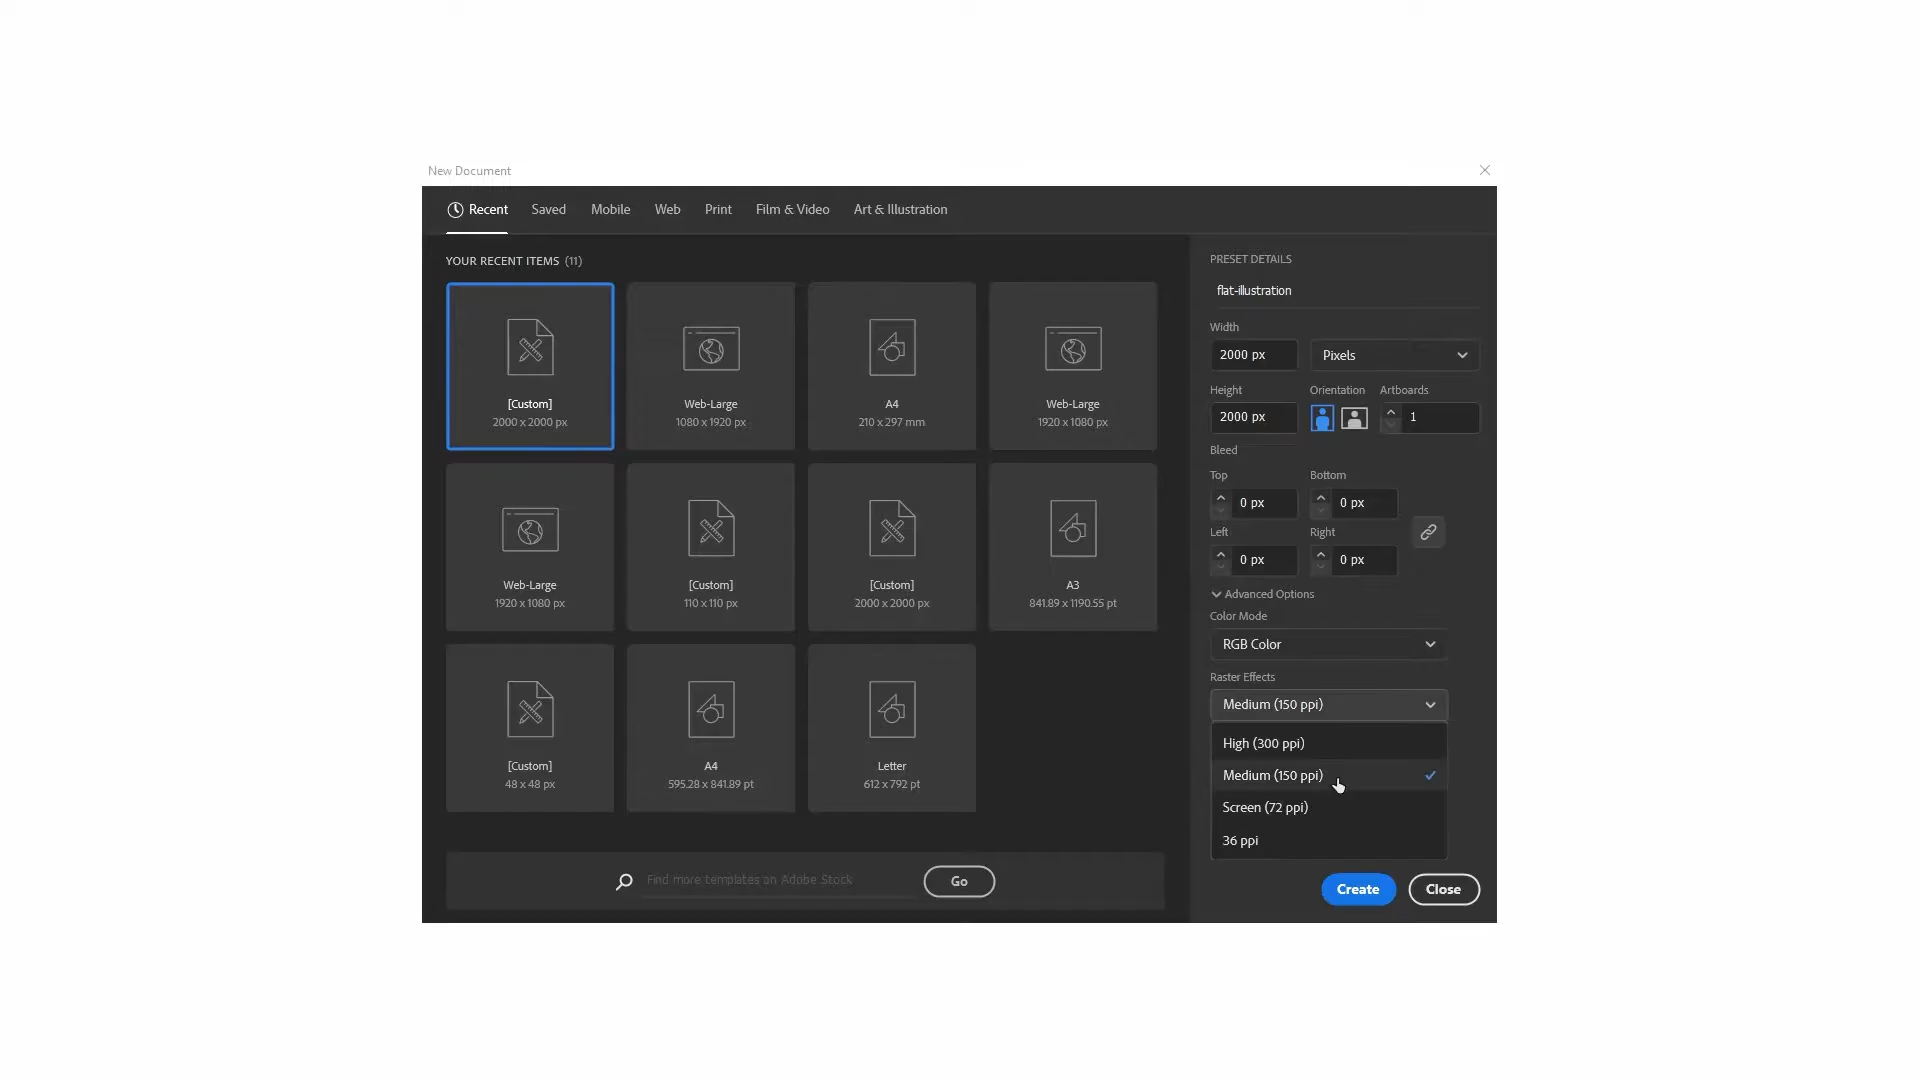 New Document
Recent
Saved
Mobile
Web
Print
Film & Video
Art & Illustration
YOUR RECENT ITEMS (11)
[Custom]
2000 x 2000 px
Web-Large
1080 x 1920 px
A4
210 x 297 mm
Web-Large
1920 x 1080 px
Web-Large
1920 x 1080 px
[Custom]
110 x 110 px
[Custom]
2000 x 2000 px
A3
841.89 x 1190.55 pt
[Custom]
48 x 48 px
A4
595.28 x 841.89 pt
Letter
612 x 792 pt
Find more templates on Adobe Stock
Go
PRESET DETAILS
flat-illustration
Width
2000 px
Pixels
Height
Orientation
Artboards
2000 px
1
Bleed
Top
Bottom
0 px
0 px
Left
Right
0 px
0 px
Advanced Options
Color Mode
RGB Color
Raster Effects
Medium (150 ppi)
High (300 ppi)
Medium (150 ppi)
Screen (72 ppi)
36 ppi
Create
Close